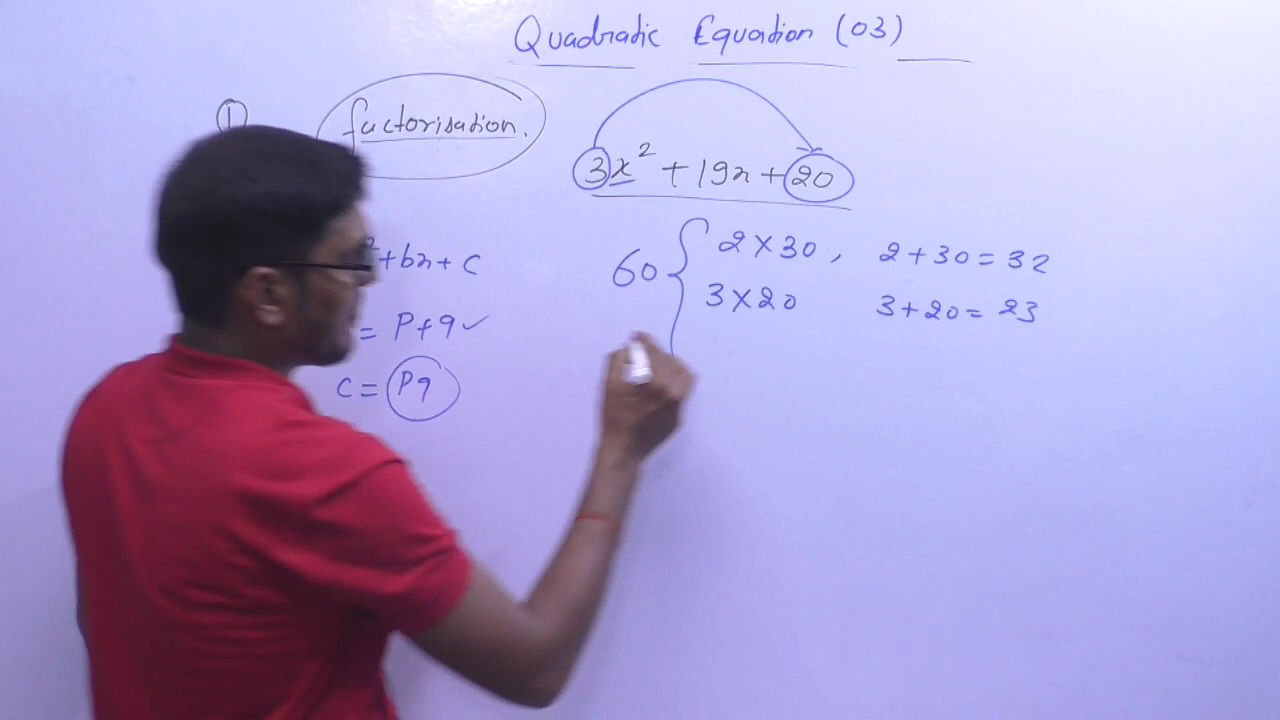 Quadratic Equation (03)
① factorisation.
3x² + 19x + 20
² + bx + c
= P + q ✓
c = Pq
60 { 2 × 30 , 2 + 30 = 32
3 × 20 3 + 20 = 23